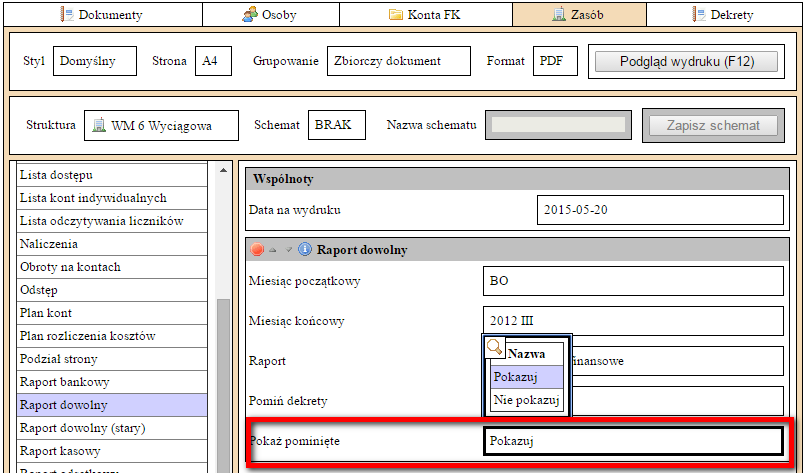 Dokumenty Osoby Konta FK Zasób Dekrety
Styl Domyślny Strona A4 Grupowanie Zbiorczy dokument Format PDF Podgląd wydruku (F12)
Struktura WM 6 Wyciągowa Schemat BRAK Nazwa schematu Zapisz schemat
Lista dostępu
Lista kont indywidualnych
Lista odczytywania liczników
Naliczenia
Obroty na kontach
Odstęp
Plan kont
Plan rozliczenia kosztów
Podział strony
Raport bankowy
Raport dowolny
Raport dowolny (stary)
Raport kasowy
Wspólnoty
Data na wydruku 2015-05-20
Raport dowolny
Miesiąc początkowy BO
Miesiąc końcowy 2012 III
Raport finansowe
Nazwa
Pokazuj
Nie pokazuj
Pomiń dekrety
Pokaż pominięte Pokazuj